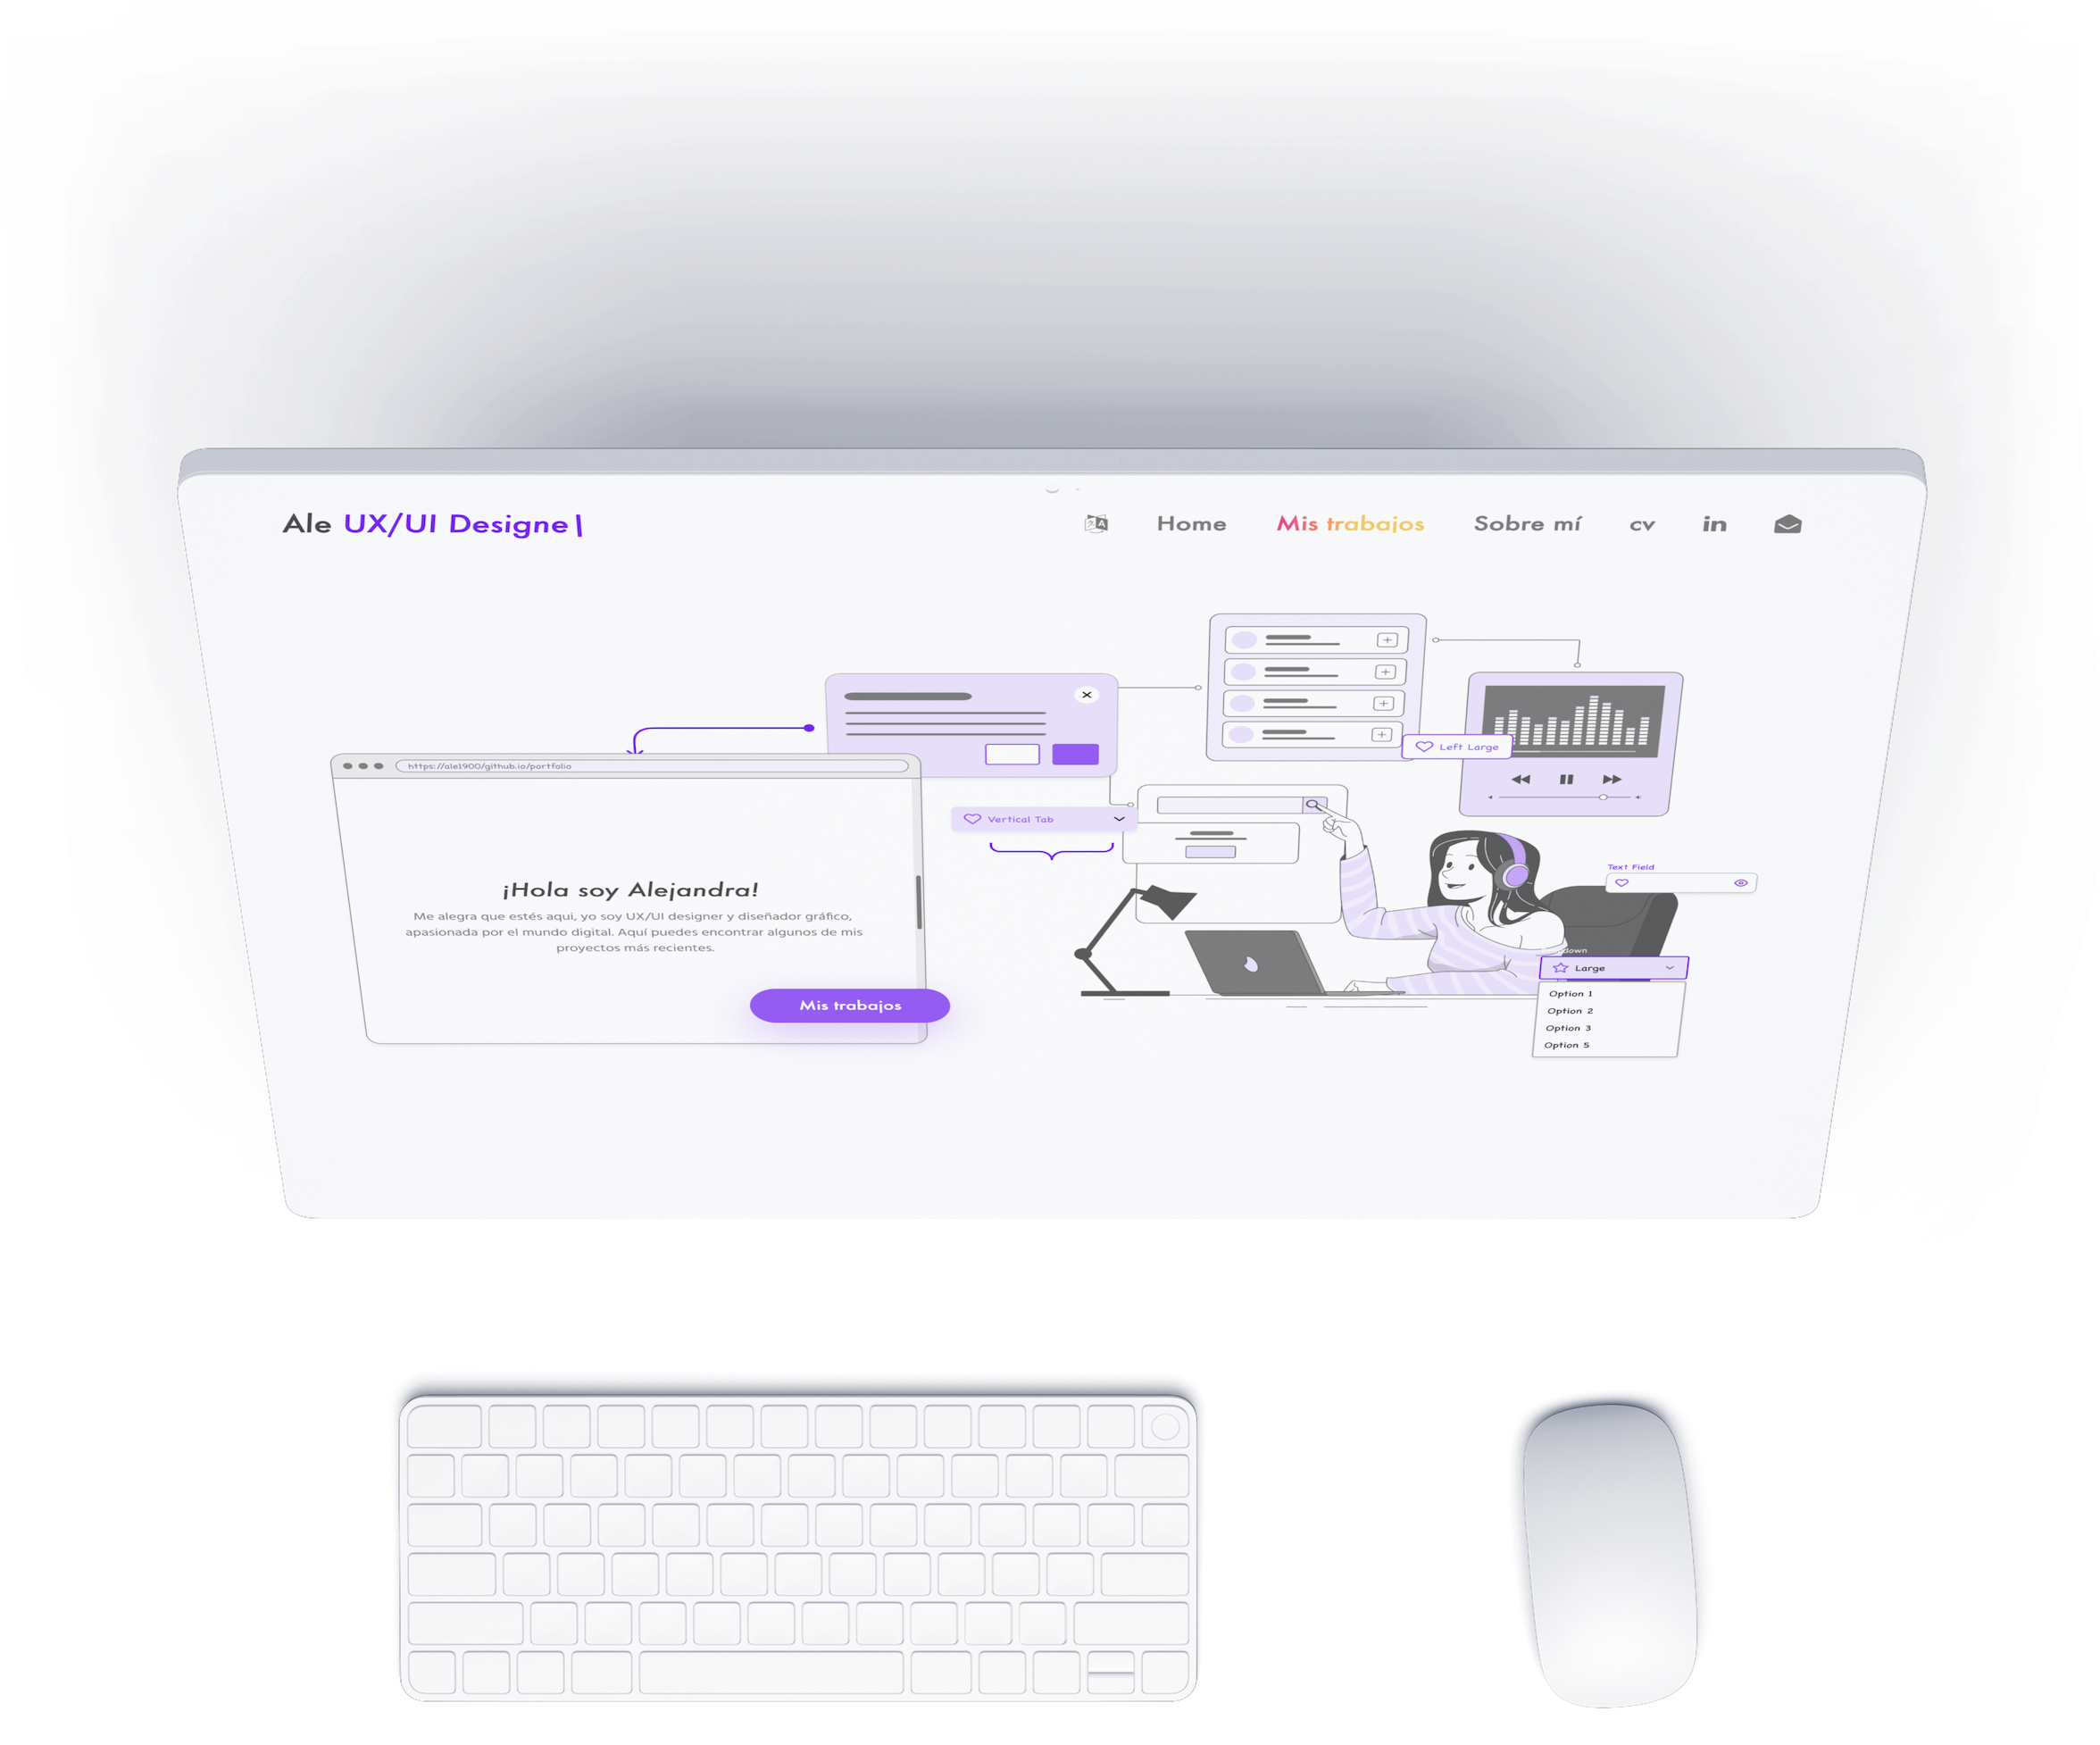 Ale UX/UI Designe|
Home
Mis trabajos
Sobre mí
cv
in
Left Large
https://ale1900/github.io/portfolio
Vertical Tab
¡Hola soy Alejandra!
Me alegra que estés aqui, yo soy UX/UI designer y diseñador gráfico,
apasionada por el mundo digital. Aquí puedes encontrar algunos de mis
proyectos más recientes.
Mis trabajos
Text Field
down
Large
Option 1
Option 2
Option 3
Option 5